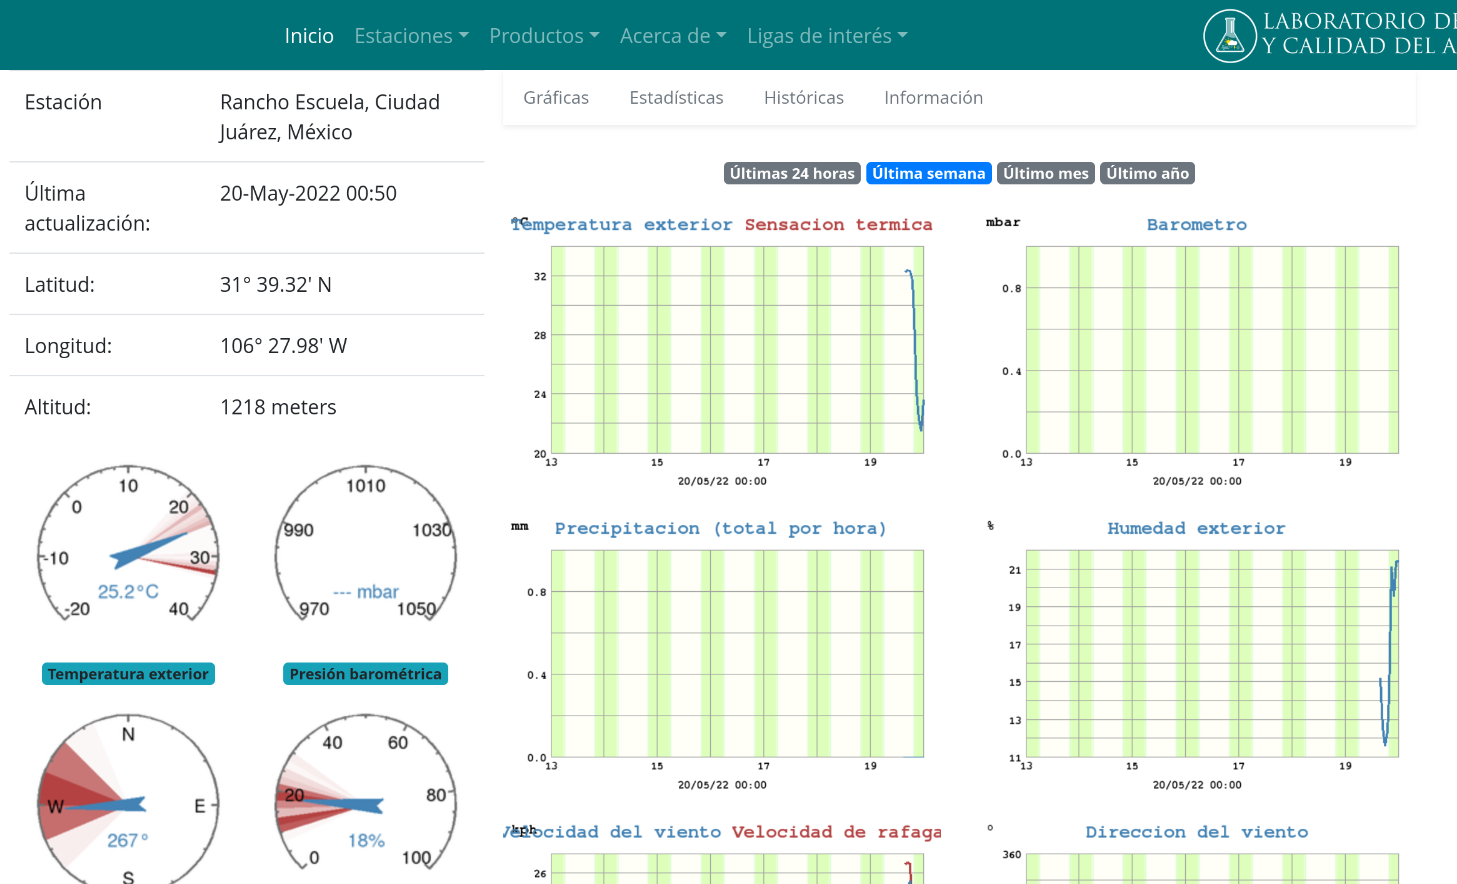 Inicio Estaciones Productos Acerca de Ligas de interés
LABORATORIO DE
Y CALIDAD DEL A
Estación Rancho Escuela, Ciudad
Juárez, México
Última
actualización: 20-May-2022 00:50
Latitud: 31° 39.32' N
Longitud: 106° 27.98' W
Altitud: 1218 meters
-20 -10 0 10 20 30 40
25.2°C
Temperatura exterior
970 990 1010 1030 1050
--- mbar
Presión barométrica
N
W E
267°
S
0 20 40 60 80 100
18%
Gráficas Estadísticas Históricas Información
Últimas 24 horas Última semana Último mes Último año
°C Temperatura exterior Sensacion termica
32
28
24
20
13 15 17 19
20/05/22 00:00
mbar Barometro
0.8
0.4
0.0
13 15 17 19
20/05/22 00:00
mm Precipitacion (total por hora)
0.8
0.4
0.0
13 15 17 19
20/05/22 00:00
% Humedad exterior
21
19
17
15
13
11
13 15 17 19
20/05/22 00:00
kph Velocidad del viento Velocidad de rafaga
26
° Direccion del viento
360